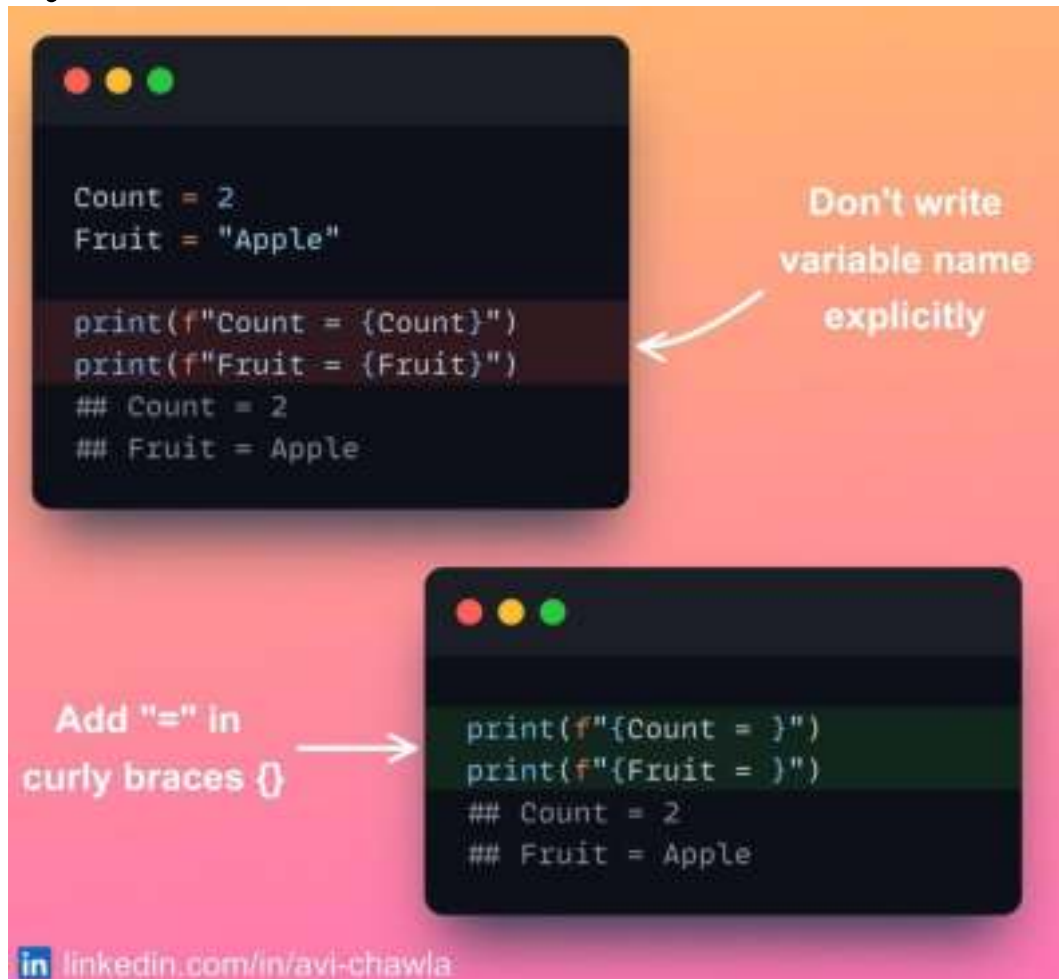 Count = 2
Fruit = "Apple"
print(f"Count = {Count}")
print(f"Fruit = {Fruit}")
## Count = 2
## Fruit = Apple
Don't write
variable name
explicitly
Add "=" in
curly braces {}
print(f"{Count = }")
print(f"{Fruit = }")
## Count = 2
## Fruit = Apple
in linkedin.com/in/avi-chawla